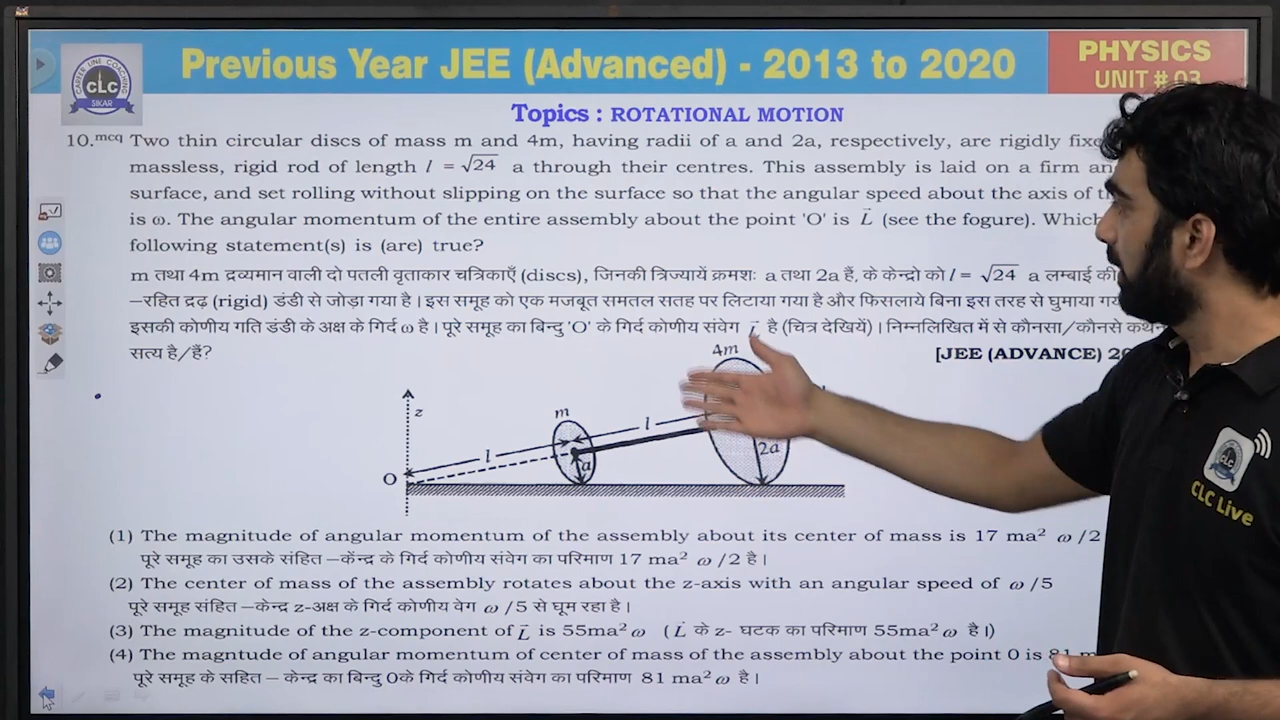 Previous Year JEE (Advanced) - 2013 to 2020
PHYSICS
UNIT # 03
CAREER LINE COACHING
CLC
SIKAR
Topics : ROTATIONAL MOTION
10.mcq Two thin circular discs of mass m and 4m, having radii of a and 2a, respectively, are rigidly
massless, rigid rod of length l = √24 a through their centres. This assembly is laid on a firm
surface, and set rolling without slipping on the surface so that the angular speed about the axis of
is ω. The angular momentum of the entire assembly about the point 'O' is L⃗ (see the fogure). Which
following statement(s) is (are) true?
m तथा 4m द्रव्यमान वाली दो पतली वृताकार चत्रिकाएँ (discs), जिनकी त्रिज्यायें क्रमशः a तथा 2a हैं, के केन्द्रो को l = √24 a लम्बाई की
–रहित द्रढ़ (rigid) डंडी से जोड़ा गया है। इस समूह को एक मजबूत समतल सतह पर लिटाया गया है और फिसलाये बिना इस तरह से घुमाया
इसकी कोणीय गति डंडी के अक्ष के गिर्द ω है। पूरे समूह का बिन्दु 'O' के गिर्द कोणीय संवेग है (चित्र देखियें)। निम्नलिखित में से कौनसा/कौनसे
सत्य है/हैं?
[JEE (ADVANCE)
4m
z
m
l
l
a
2a
O
(1) The magnitude of angular momentum of the assembly about its center of mass is 17 ma² ω /2
पूरे समूह का उसके संहित –केंन्द्र के गिर्द कोणीय संवेग का परिमाण 17 ma² ω /2 है।
(2) The center of mass of the assembly rotates about the z-axis with an angular speed of ω /5
पूरे समूह संहित –केन्द्र z-अक्ष के गिर्द कोणीय वेग ω /5 से घूम रहा है।
(3) The magnitude of the z-component of L⃗ is 55ma² ω ( L⃗ के z- घटक का परिमाण 55ma² ω है।)
(4) The magntude of angular momentum of center of mass of the assembly about the point 0 is 81
पूरे समूह के सहित – केन्द्र का बिन्दु 0के गिर्द कोणीय संवेग का परिमाण 81 ma² ω है।
CLC
CLC Live